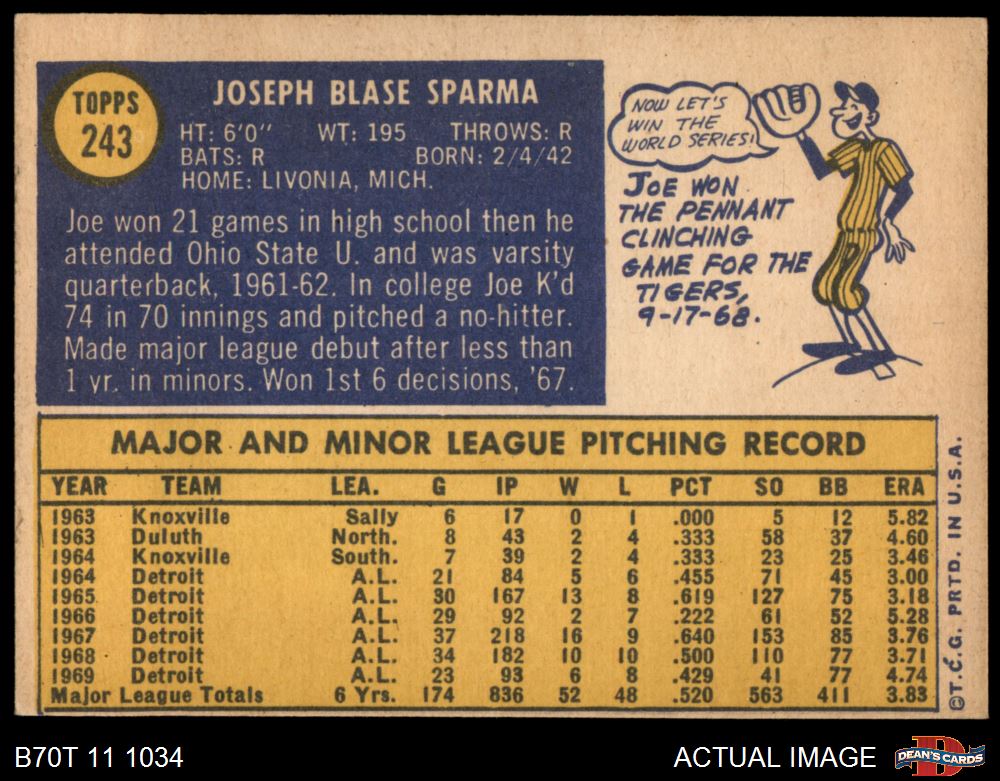 TOPPS
243
JOSEPH BLASE SPARMA
HT: 6'0" WT: 195 THROWS: R
BATS: R BORN: 2/4/42
HOME: LIVONIA, MICH.
Joe won 21 games in high school then he
attended Ohio State U. and was varsity
quarterback, 1961-62. In college Joe K'd
74 in 70 innings and pitched a no-hitter.
Made major league debut after less than
1 yr. in minors. Won 1st 6 decisions, '67.
NOW LET'S
WIN THE
WORLD SERIES!
JOE WON
THE PENNANT
CLINCHING
GAME FOR THE
TIGERS,
9-17-68.
MAJOR AND MINOR LEAGUE PITCHING RECORD
YEAR TEAM LEA. G IP W L PCT SO BB ERA
1963 Knoxville Sally 6 17 0 1 .000 5 12 5.82
1963 Duluth North. 8 43 2 4 .333 58 37 4.60
1964 Knoxville South. 7 39 2 4 .333 23 25 3.46
1964 Detroit A.L. 21 84 5 6 .455 71 45 3.00
1965 Detroit A.L. 30 167 13 8 .619 127 75 3.18
1966 Detroit A.L. 29 92 2 7 .222 61 52 5.28
1967 Detroit A.L. 37 218 16 9 .640 153 85 3.76
1968 Detroit A.L. 34 182 10 10 .500 110 77 3.71
1969 Detroit A.L. 23 93 6 8 .429 41 77 4.74
Major League Totals 6 Yrs. 174 836 52 48 .520 563 411 3.83
©T.C.G. PRTD. IN U.S.A.
B70T 11 1034
ACTUAL IMAGE
DEAN'S CARDS